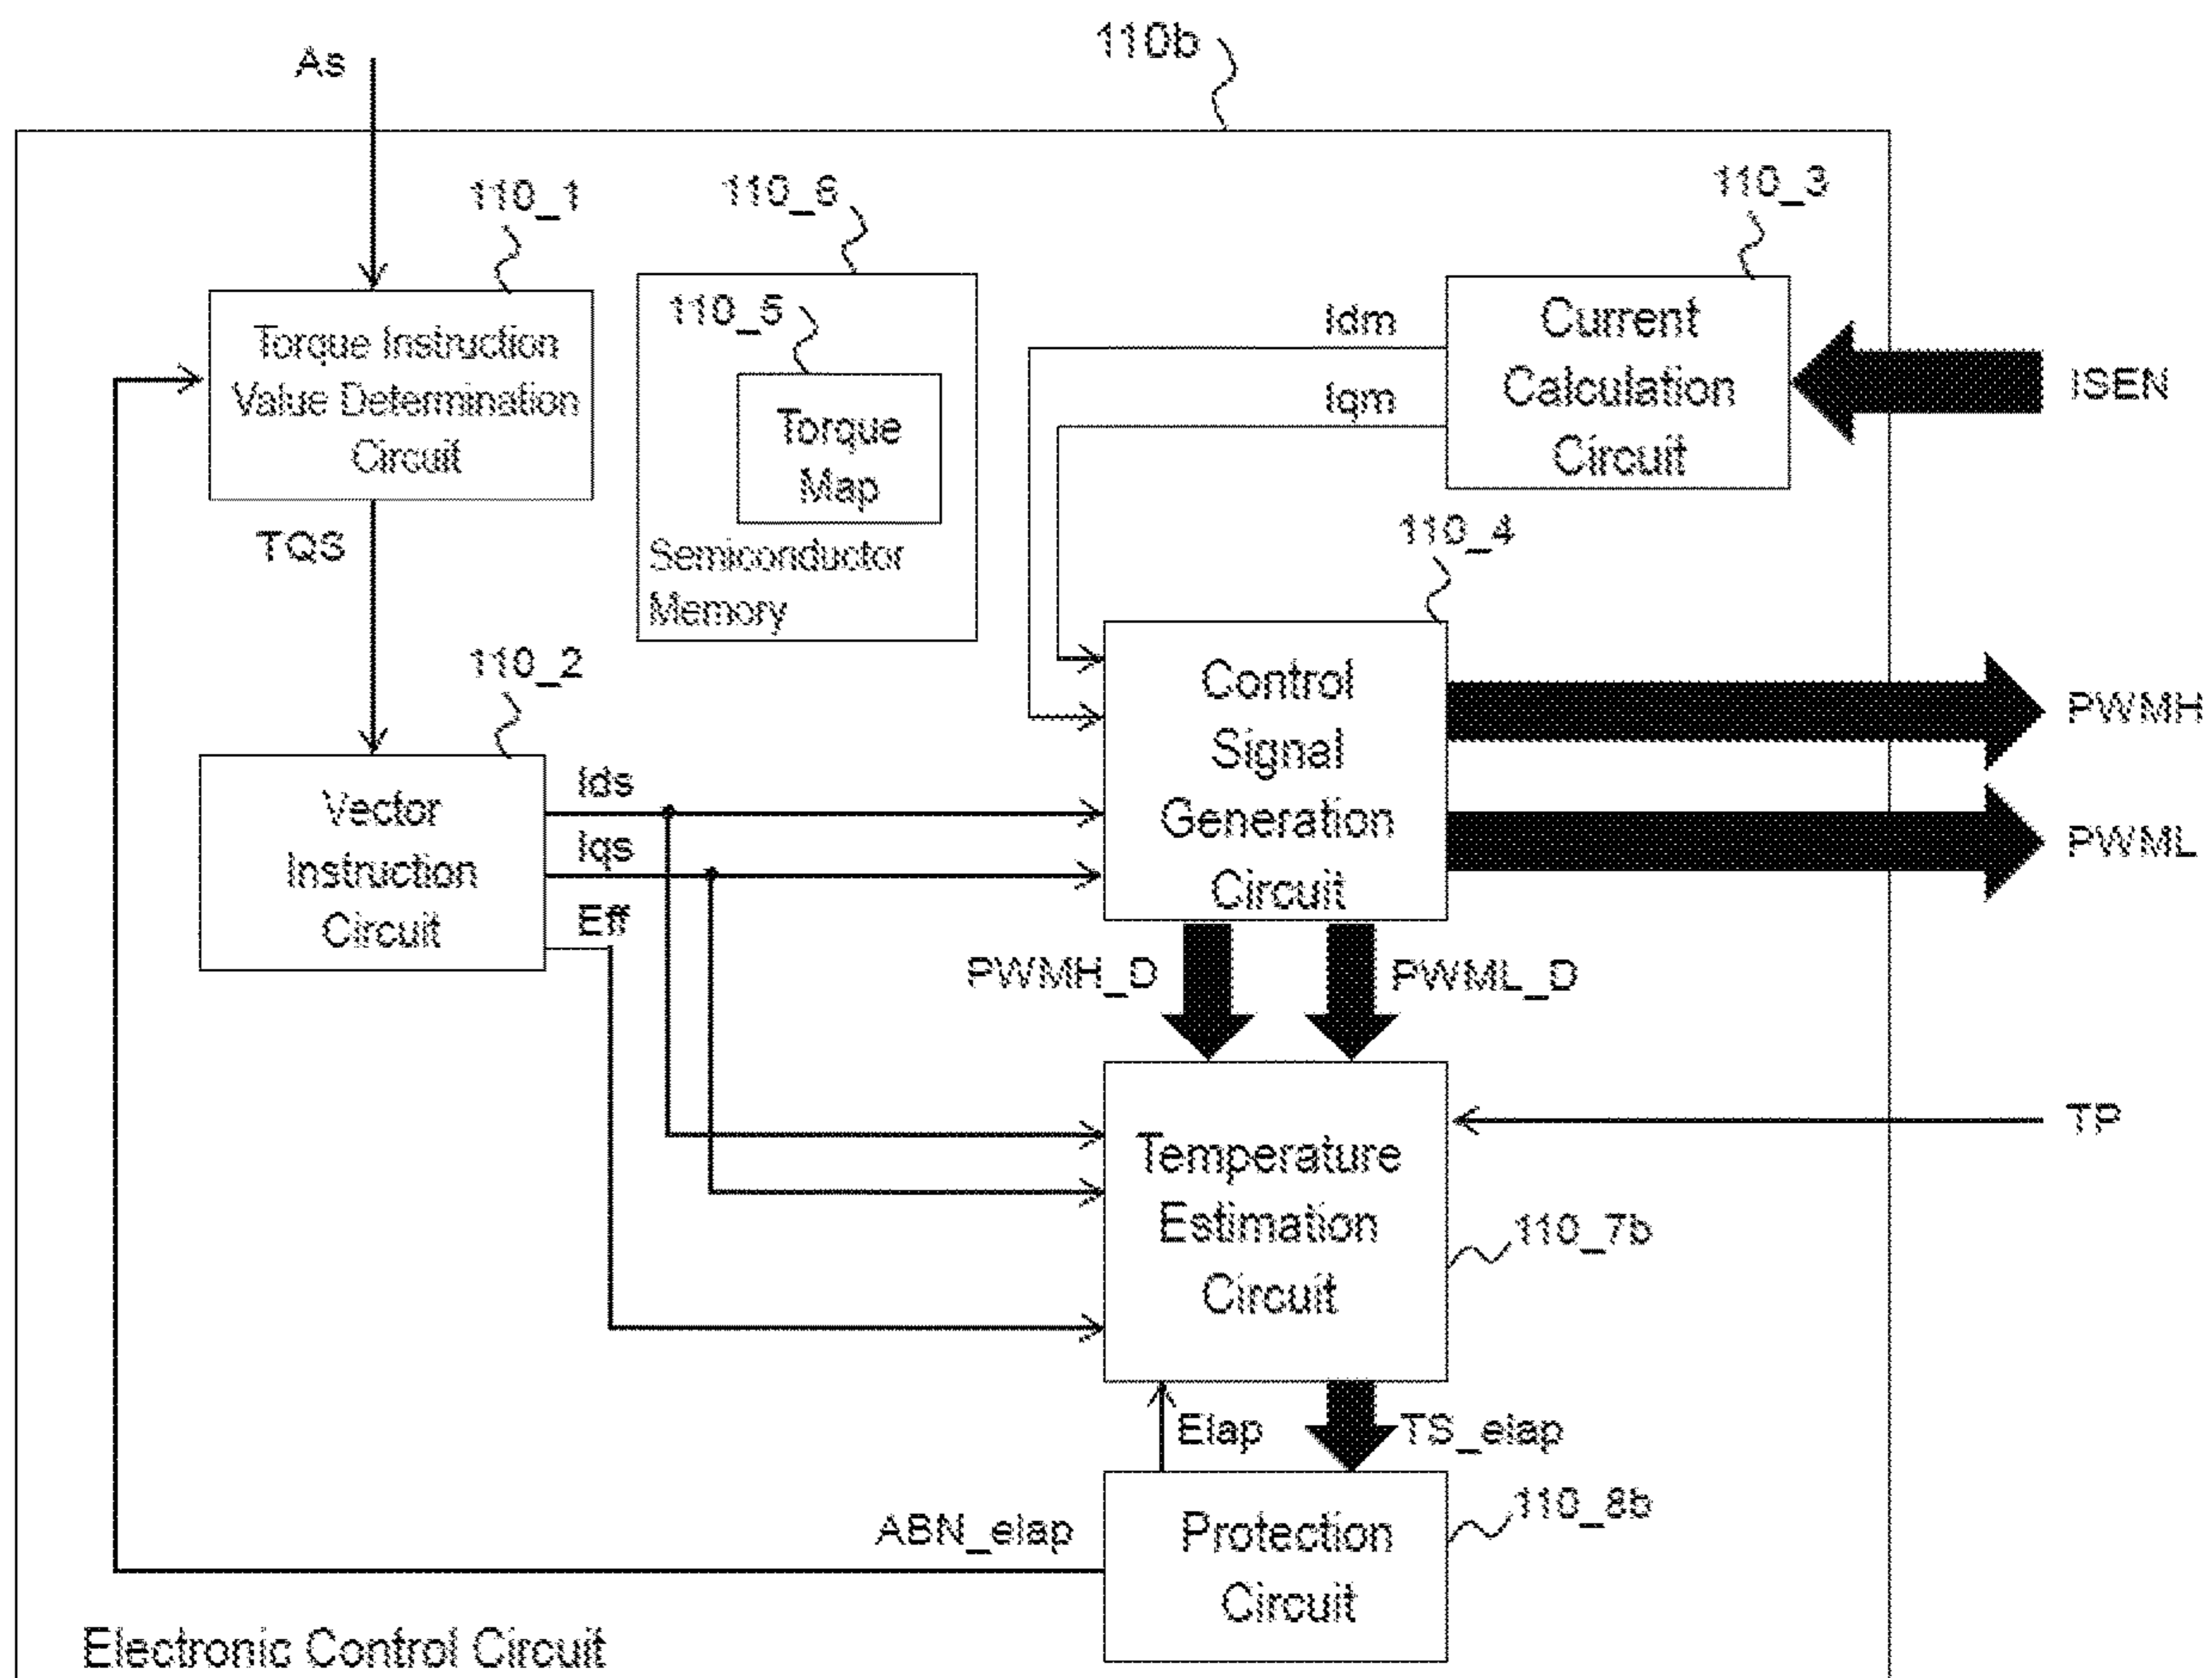 110b
As
110_1
110_6
110_3
Torque Instruction
Value Determination
Circuit
110_5
Torque
Map
Semiconductor
Memory
Idm
Iqm
Current
Calculation
Circuit
ISEN
TQS
110_4
110_2
Control
Signal
Generation
Circuit
PWMH
PWML
Vector
Instruction
Circuit
Ids
Iqs
Eff
PWMH_D
PWML_D
TP
Temperature
Estimation
Circuit
110_7b
Elap
TS_elap
ABN_elap
Protection
Circuit
110_8b
Electronic Control Circuit